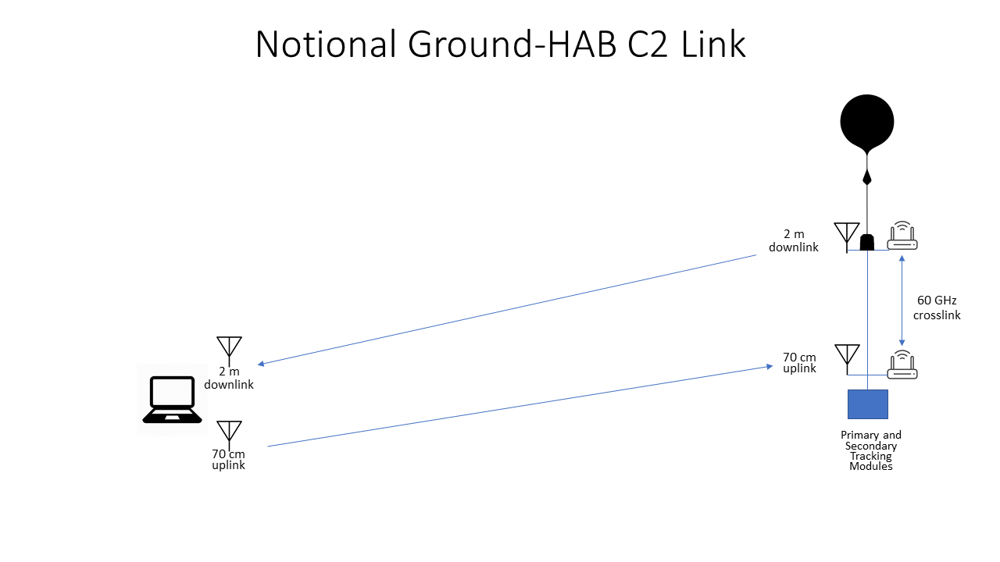 Notional Ground-HAB C2 Link
2 m
downlink
60 GHz
crosslink
70 cm
uplink
2 m
downlink
70 cm
uplink
Primary and
Secondary
Tracking
Modules